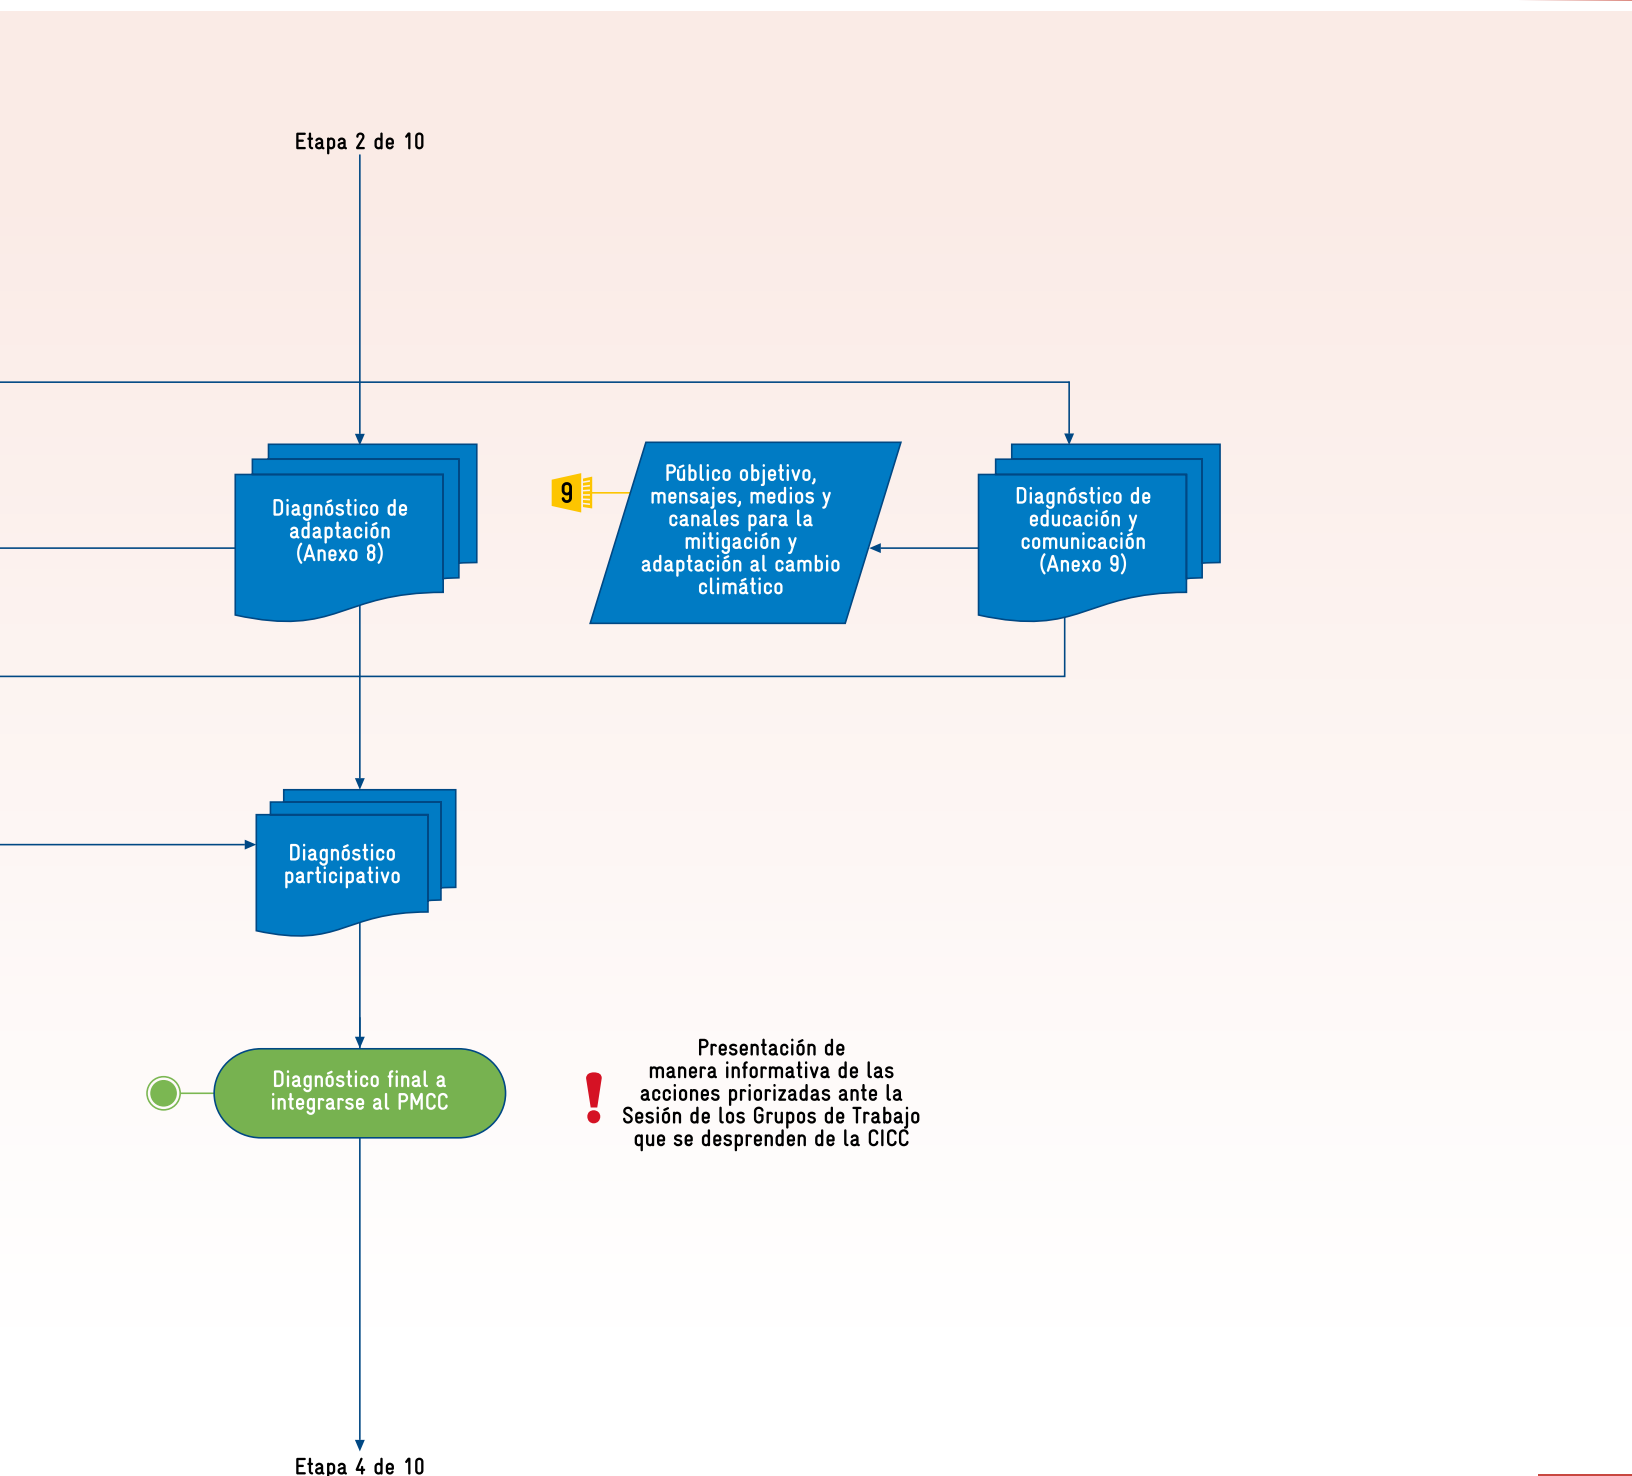 Etapa 2 de 10
Diagnóstico de
adaptación
(Anexo 8)
9
Público objetivo,
mensajes, medios y
canales para la
mitigación y
adaptación al cambio
climático
Diagnóstico de
educación y
comunicación
(Anexo 9)
Diagnóstico
participativo
Diagnóstico final a
integrarse al PMCC
!
Presentación de
manera informativa de las
acciones priorizadas ante la
Sesión de los Grupos de Trabajo
que se desprenden de la CICC
Etapa 4 de 10